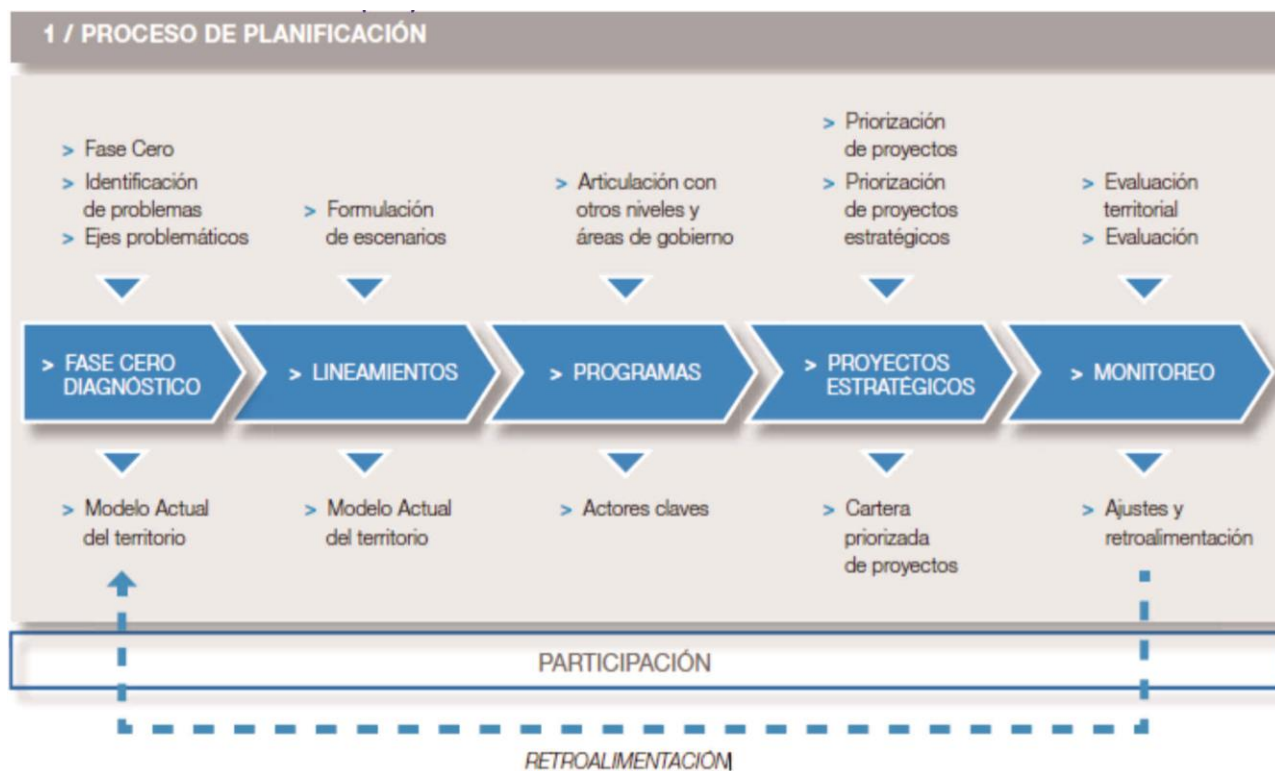 1 / PROCESO DE PLANIFICACIÓN
> Fase Cero
> Identificación
de problemas
> Ejes problemáticos
> Formulación
de escenarios
> Articulación con
otros niveles y
áreas de gobierno
> Priorización
de proyectos
> Priorización
de proyectos
estratégicos
> Evaluación
territorial
> Evaluación
> FASE CERO
DIAGNÓSTICO
> LINEAMIENTOS
> PROGRAMAS
> PROYECTOS
ESTRATÉGICOS
> MONITOREO
> Modelo Actual
del territorio
> Modelo Actual
del territorio
> Actores claves
> Cartera
priorizada
de proyectos
> Ajustes y
retroalimentación
PARTICIPACIÓN
RETROALIMENTACIÓN